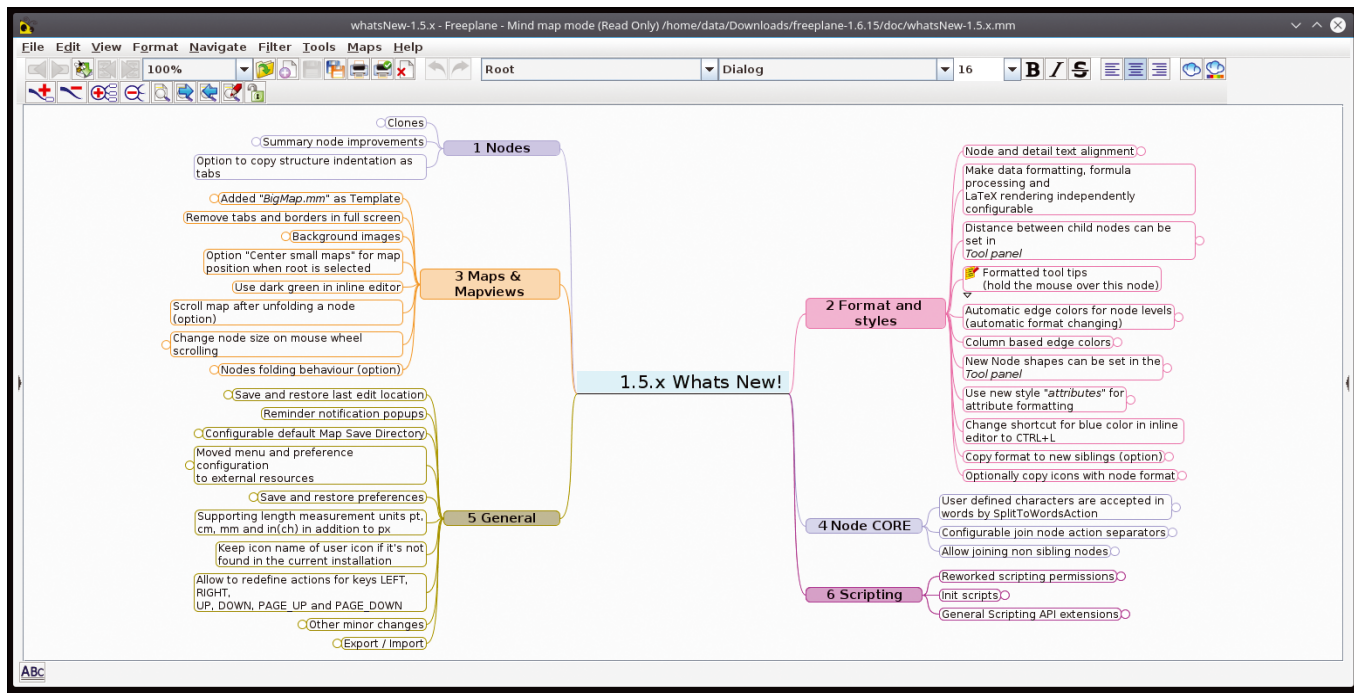 whatsNew-1.5.x - Freeplane - Mind map mode (Read Only) /home/data/Downloads/freeplane-1.6.15/doc/whatsNew-1.5.x.mm
File Edit View Format Navigate Filter Tools Maps Help
100% Root Dialog 16 B I S
1 Nodes
Clones
Summary node improvements
Option to copy structure indentation as
tabs
3 Maps &
Mapviews
Added "BigMap.mm" as Template
Remove tabs and borders in full screen
Background images
Option "Center small maps" for map
position when root is selected
Use dark green in inline editor
Scroll map after unfolding a node
(option)
Change node size on mouse wheel
scrolling
Nodes folding behaviour (option)
5 General
Save and restore last edit location
Reminder notification popups
Configurable default Map Save Directory
Moved menu and preference
configuration
to external resources
Save and restore preferences
Supporting length measurement units pt,
cm, mm and in(ch) in addition to px
Keep icon name of user icon if it's not
found in the current installation
Allow to redefine actions for keys LEFT,
RIGHT,
UP, DOWN, PAGE_UP and PAGE_DOWN
Other minor changes
Export / Import
1.5.x Whats New!
2 Format and
styles
Node and detail text alignment
Make data formatting, formula
processing and
LaTeX rendering independently
configurable
Distance between child nodes can be
set in
Tool panel
Formatted tool tips
(hold the mouse over this node)
Automatic edge colors for node levels
(automatic format changing)
Column based edge colors
New Node shapes can be set in the
Tool panel
Use new style "attributes" for
attribute formatting
Change shortcut for blue color in inline
editor to CTRL+L
Copy format to new siblings (option)
Optionally copy icons with node format
4 Node CORE
User defined characters are accepted in
words by SplitToWordsAction
Configurable join node action separators
Allow joining non sibling nodes
6 Scripting
Reworked scripting permissions
Init scripts
General Scripting API extensions
ABC